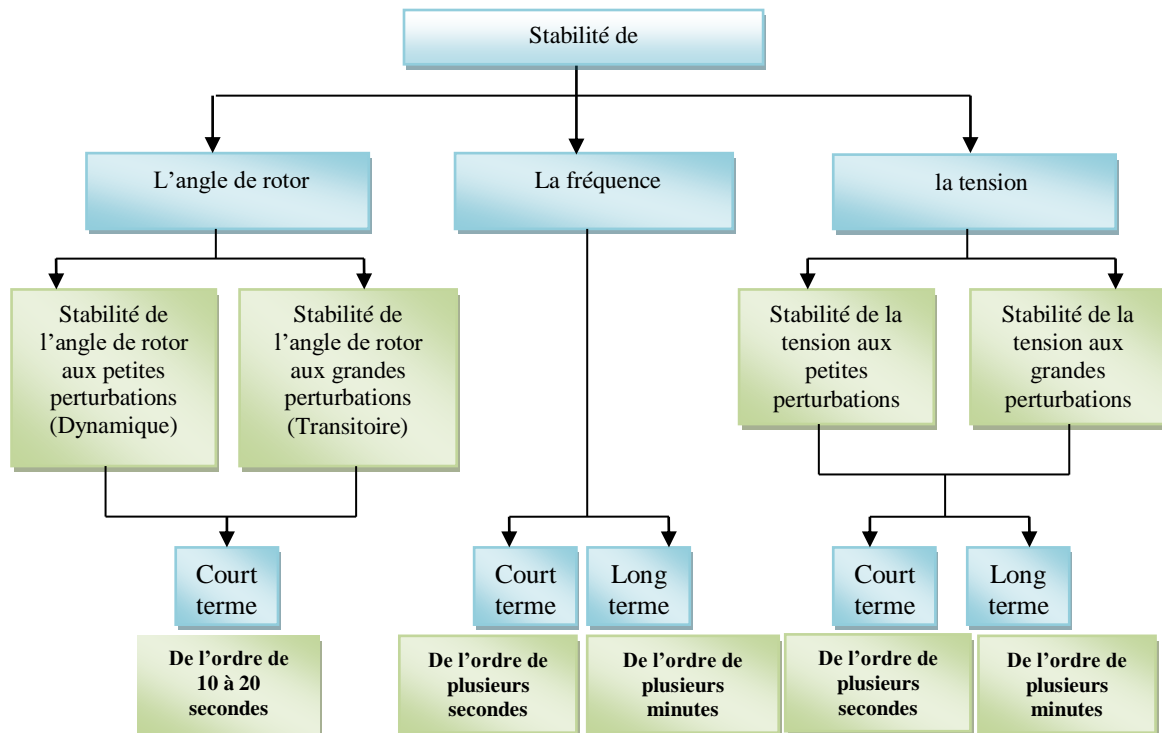 Stabilité de
L'angle de rotor
La fréquence
la tension
Stabilité de
l'angle de rotor
aux petites
perturbations
(Dynamique)
Stabilité de
l'angle de rotor
aux grandes
perturbations
(Transitoire)
Stabilité de la
tension aux
petites
perturbations
Stabilité de la
tension aux
grandes
perturbations
Court
terme
Court
terme
Long
terme
Court
terme
Long
terme
De l'ordre de
10 à 20
secondes
De l'ordre de
plusieurs
secondes
De l'ordre de
plusieurs
minutes
De l'ordre de
plusieurs
secondes
De l'ordre de
plusieurs
minutes